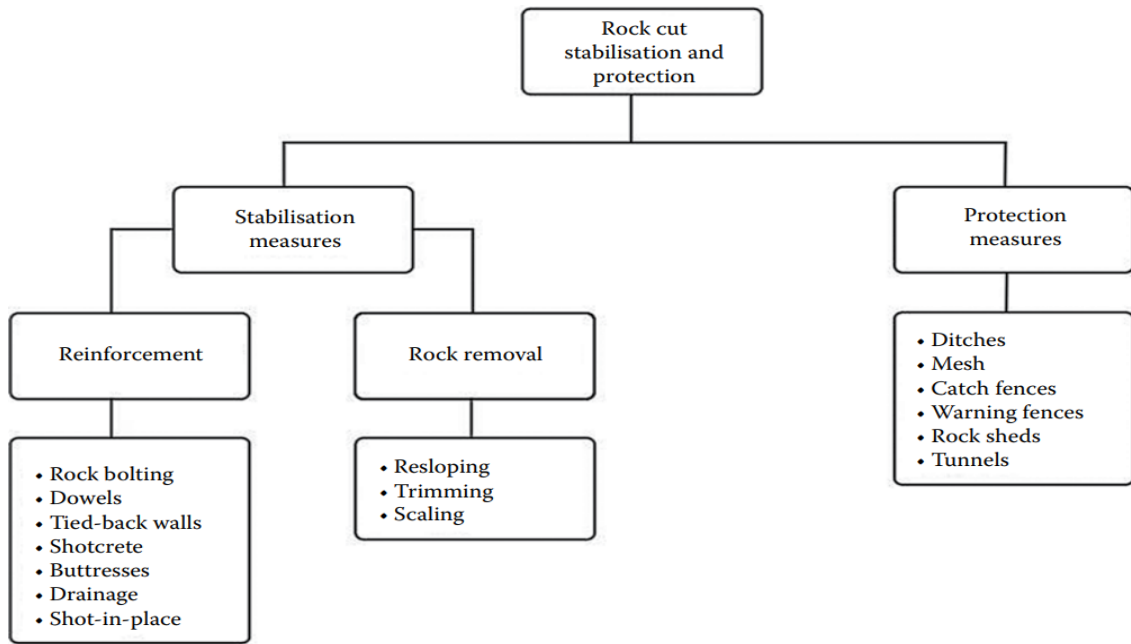 Rock cut
stabilisation and
protection
Stabilisation
measures
Protection
measures
Reinforcement
Rock removal
• Ditches
• Mesh
• Catch fences
• Warning fences
• Rock sheds
• Tunnels
• Rock bolting
• Dowels
• Tied-back walls
• Shotcrete
• Buttresses
• Drainage
• Shot-in-place
• Resloping
• Trimming
• Scaling